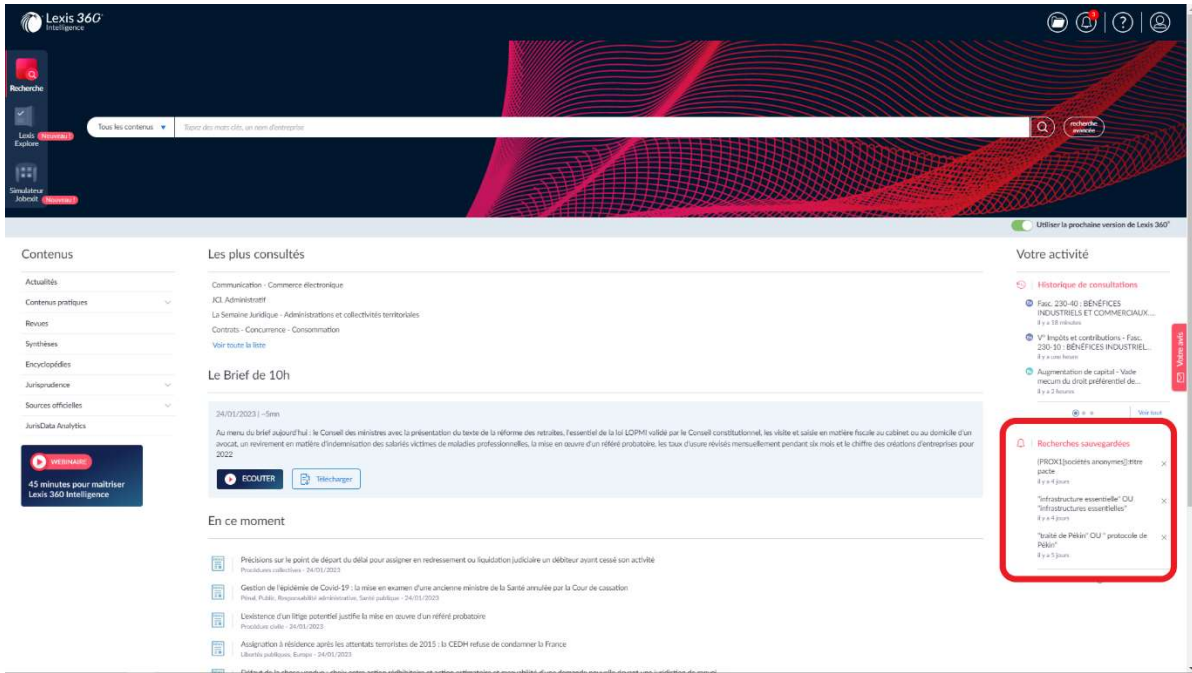 Lexis 360
Intelligence
3
Recherche
Lexis Nouveau !
Explore
Simulateur
Jobexit Nouveau !
Tous les contenus
Tapez des mots clés, un nom d'entreprise
recherche
avancée
Utiliser la prochaine version de Lexis 360
Contenus
Actualités
Contenus pratiques
Revues
Synthèses
Encyclopédies
Jurisprudence
Sources officielles
JurisData Analytics
WEBINAIRE
45 minutes pour maîtriser
Lexis 360 Intelligence
Les plus consultés
Communication - Commerce électronique
JCL Administratif
La Semaine Juridique - Administrations et collectivités territoriales
Contrats - Concurrence - Consommation
Voir toute la liste
Le Brief de 10h
24/01/2023 | ~5mn
Au menu du brief aujourd'hui : le Conseil des ministres avec la présentation du texte de la réforme des retraites, l'essentiel de la loi LOPMI validé par le Conseil constitutionnel, les visite et saisie en matière fiscale au cabinet ou au domicile d'un
avocat, un revirement en matière d'indemnisation des salariés victimes de maladies professionnelles, la mise en œuvre d'un référé probatoire, les taux d'usure révisés mensuellement pendant six mois et le chiffre des créations d'entreprises pour
2022
ECOUTER
Télécharger
En ce moment
Précisions sur le point de départ du délai pour assigner en redressement ou liquidation judiciaire un débiteur ayant cessé son activité
Procédures collectives - 24/01/2023
Gestion de l'épidémie de Covid-19 : la mise en examen d'une ancienne ministre de la Santé annulée par la Cour de cassation
Pénal, Public, Responsabilité administrative, Santé publique - 24/01/2023
L'existence d'un litige potentiel justifie la mise en œuvre d'un référé probatoire
Procédure civile - 24/01/2023
Assignation à résidence après les attentats terroristes de 2015 : la CEDH refuse de condamner la France
Libertés publiques, Europe - 24/01/2023
Votre activité
Historique de consultations
Fasc. 230-40 : BÉNÉFICES
INDUSTRIELS ET COMMERCIAUX....
il y a 18 minutes
V° Impôts et contributions - Fasc.
230-10 : BÉNÉFICES INDUSTRIEL...
il y a une heure
Augmentation de capital - Vade
mecum du droit préférentiel de...
il y a 2 heures
Voir tout
Recherches sauvegardées
[PROX1[sociétés anonymes]]:titre
pacte
il y a 4 jours
"infrastructure essentielle" OU
"infrastructures essentielles"
il y a 4 jours
"traité de Pékin" OU " protocole de
Pékin"
il y a 5 jours
Votre avis